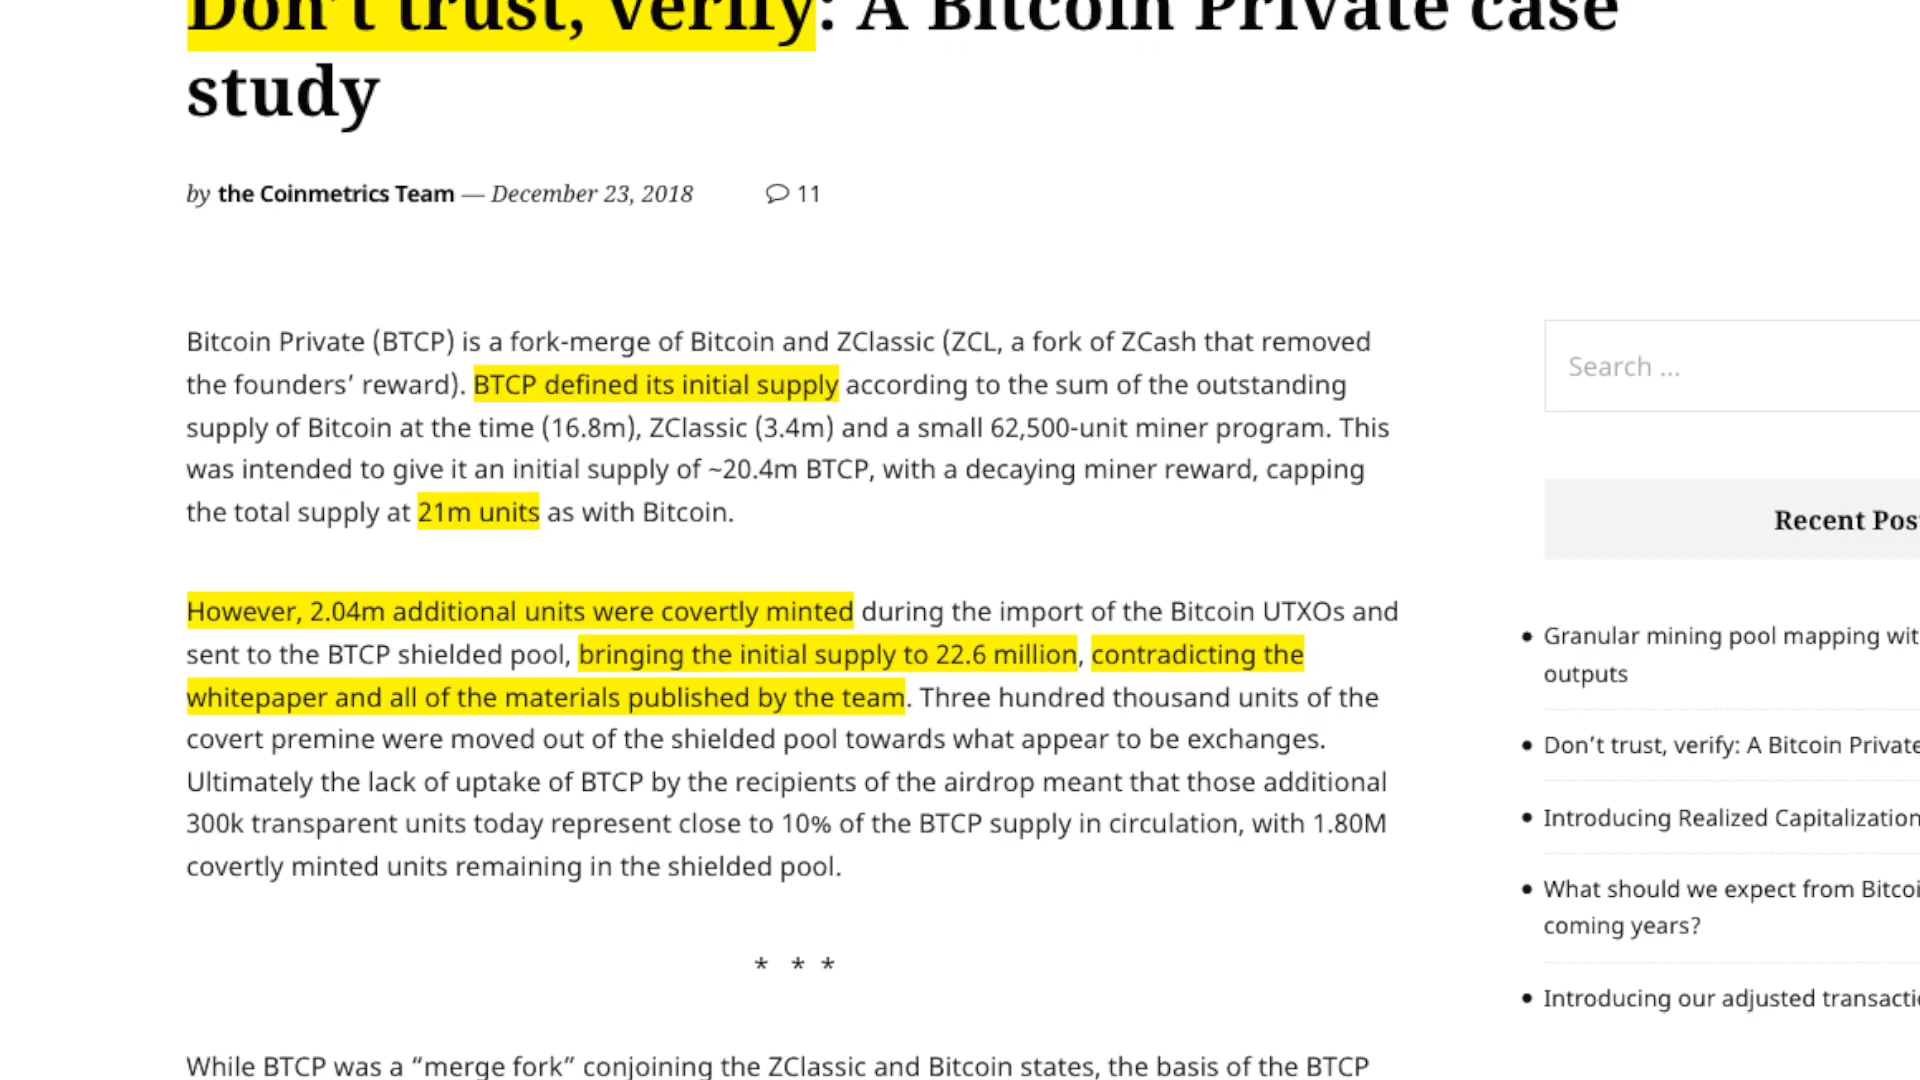 Don't trust, verify: A Bitcoin Private case
study
by the Coinmetrics Team — December 23, 2018 11
Bitcoin Private (BTCP) is a fork-merge of Bitcoin and ZClassic (ZCL, a fork of ZCash that removed
the founders’ reward). BTCP defined its initial supply according to the sum of the outstanding
supply of Bitcoin at the time (16.8m), ZClassic (3.4m) and a small 62,500-unit miner program. This
was intended to give it an initial supply of ~20.4m BTCP, with a decaying miner reward, capping
the total supply at 21m units as with Bitcoin.
However, 2.04m additional units were covertly minted during the import of the Bitcoin UTXOs and
sent to the BTCP shielded pool, bringing the initial supply to 22.6 million, contradicting the
whitepaper and all of the materials published by the team. Three hundred thousand units of the
covert premine were moved out of the shielded pool towards what appear to be exchanges.
Ultimately the lack of uptake of BTCP by the recipients of the airdrop meant that those additional
300k transparent units today represent close to 10% of the BTCP supply in circulation, with 1.80M
covertly minted units remaining in the shielded pool.
* * *
While BTCP was a “merge fork” conjoining the ZClassic and Bitcoin states, the basis of the BTCP
Search ...
Recent Pos
• Granular mining pool mapping wit
outputs
• Don’t trust, verify: A Bitcoin Private
• Introducing Realized Capitalization
• What should we expect from Bitcoi
coming years?
• Introducing our adjusted transacti